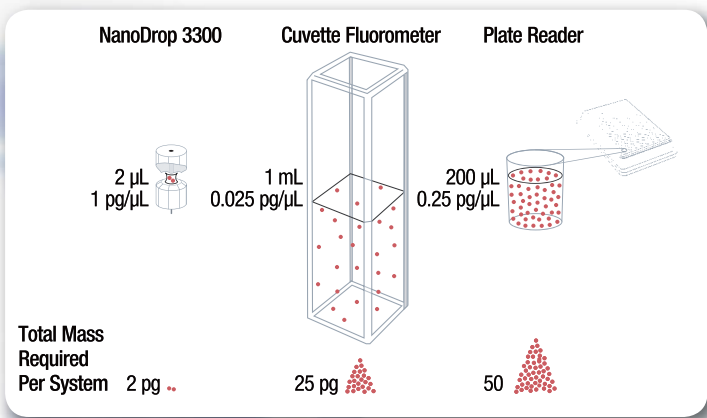 NanoDrop 3300
Cuvette Fluorometer
Plate Reader
2 µL
1 pg/µL
1 mL
0.025 pg/µL
200 µL
0.25 pg/µL
Total Mass
Required
Per System
2 pg
25 pg
50